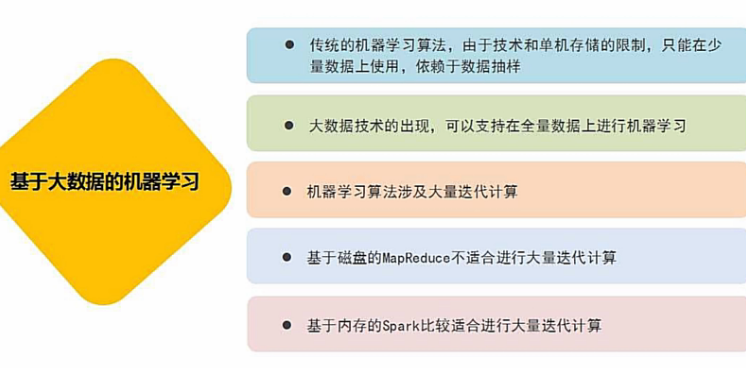 基于大数据的机器学习
● 传统的机器学习算法，由于技术和单机存储的限制，只能在少
量数据上使用，依赖于数据抽样
● 大数据技术的出现，可以支持在全量数据上进行机器学习
● 机器学习算法涉及大量迭代计算
● 基于磁盘的MapReduce不适合进行大量迭代计算
● 基于内存的Spark比较适合进行大量迭代计算